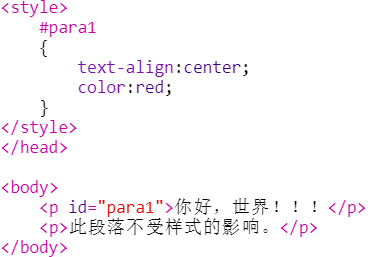 <style>
    #para1
    {
        text-align:center;
        color:red;
    }
</style>
</head>

<body>
    <p id="para1">你好，世界！！！</p>
    <p>此段落不受样式的影响。</p>
</body>